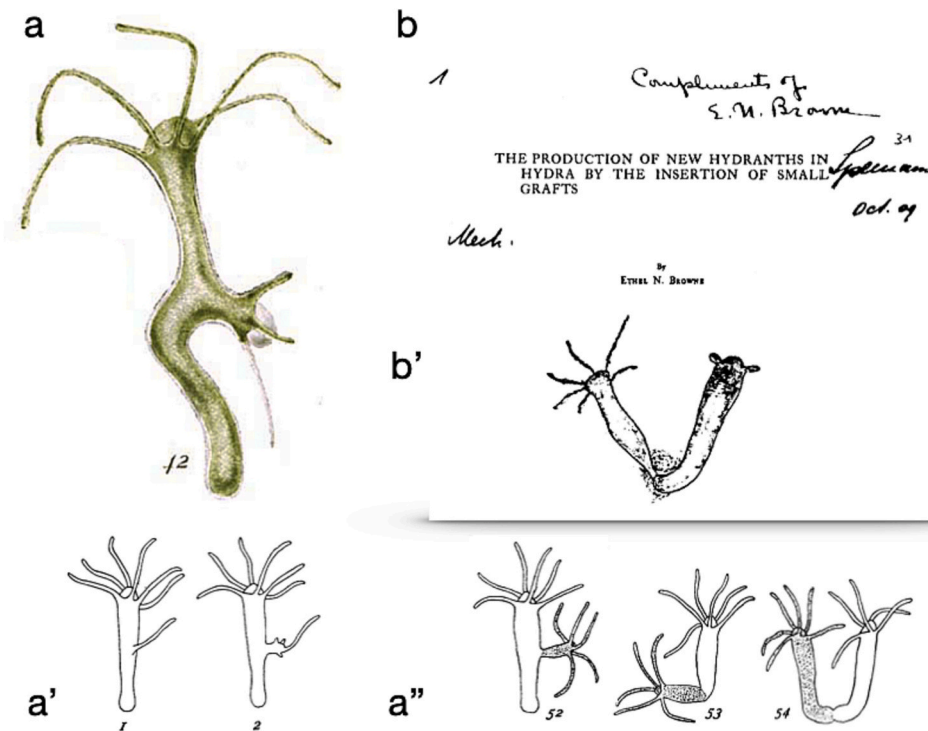 a
b
1
Compliments of
E. N. Browne
31
THE PRODUCTION OF NEW HYDRANTHS IN
HYDRA BY THE INSERTION OF SMALL
GRAFTS
Spemann
Oct. 09
Mech.
By
ETHEL N. BROWNE
b'
12
a'
1
2
a"
52
53
54